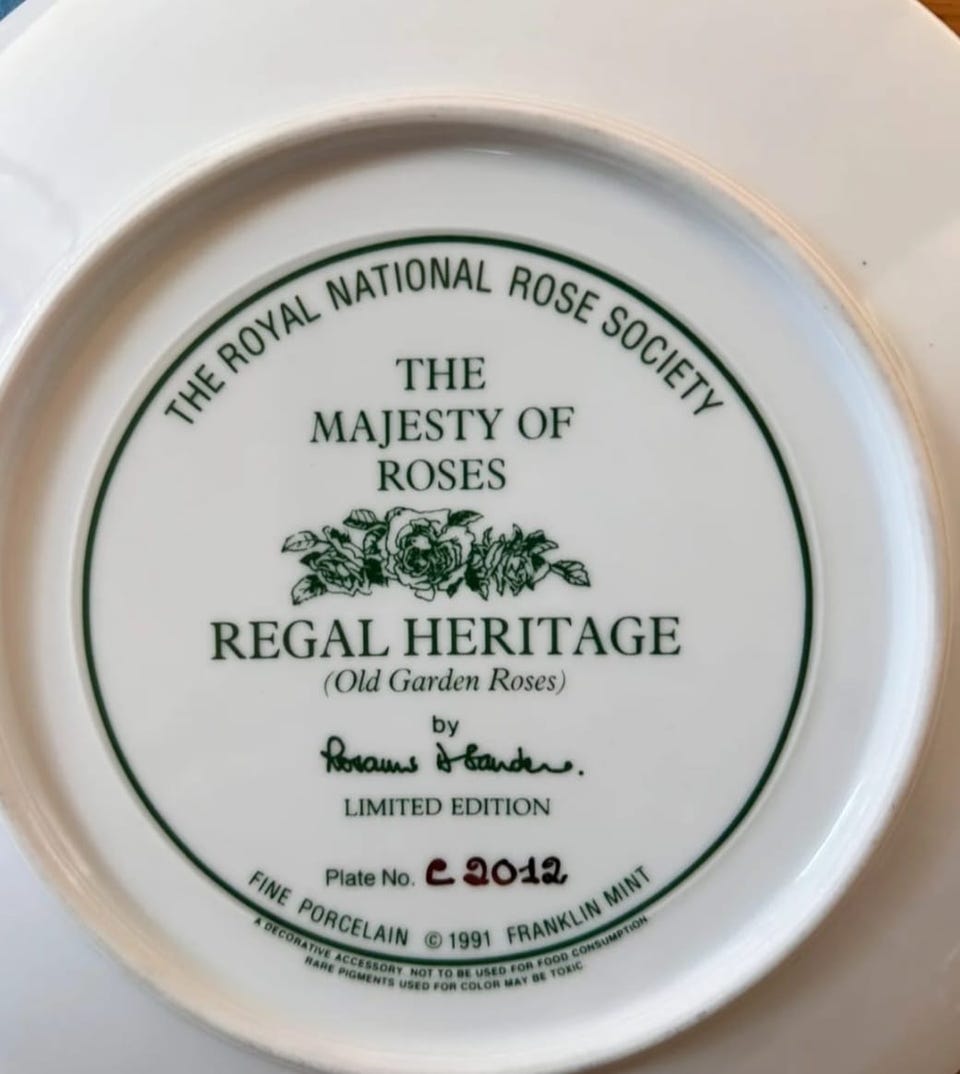 THE ROYAL NATIONAL ROSE SOCIETY
THE
MAJESTY OF
ROSES
REGAL HERITAGE
(Old Garden Roses)
by
LIMITED EDITION
Plate No. C 2012
FINE PORCELAIN © 1991 FRANKLIN MINT
A DECORATIVE ACCESSORY. NOT TO BE USED FOR FOOD CONSUMPTION
RARE PIGMENTS USED FOR COLOR MAY BE TOXIC